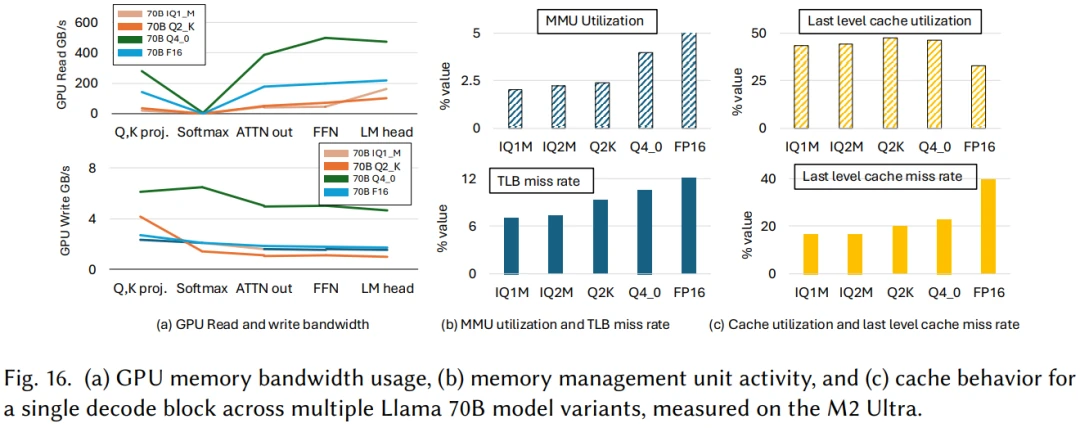 GPU Read GB/s
600
400
200
0
70B IQ1_M
70B Q2_K
70B Q4_0
70B F16
Q,K proj. Softmax ATTN out FFN LM head
GPU Write GB/s
8
4
2
0
70B IQ1_M
70B Q2_K
70B Q4_0
70B F16
Q,K proj. Softmax ATTN out FFN LM head
(a) GPU Read and write bandwidth
MMU Utilization
% value
5
2.5
0
IQ1M IQ2M Q2K Q4_0 FP16
TLB miss rate
% value
12
6
0
IQ1M IQ2M Q2K Q4_0 FP16
(b) MMU utilization and TLB miss rate
Last level cache utilization
% value
50
25
0
IQ1M IQ2M Q2K Q4_0 FP16
Last level cache miss rate
% value
40
20
0
IQ1M IQ2M Q2K Q4_0 FP16
(c) Cache utilization and last level cache miss rate
Fig. 16. (a) GPU memory bandwidth usage, (b) memory management unit activity, and (c) cache behavior for
a single decode block across multiple Llama 70B model variants, measured on the M2 Ultra.